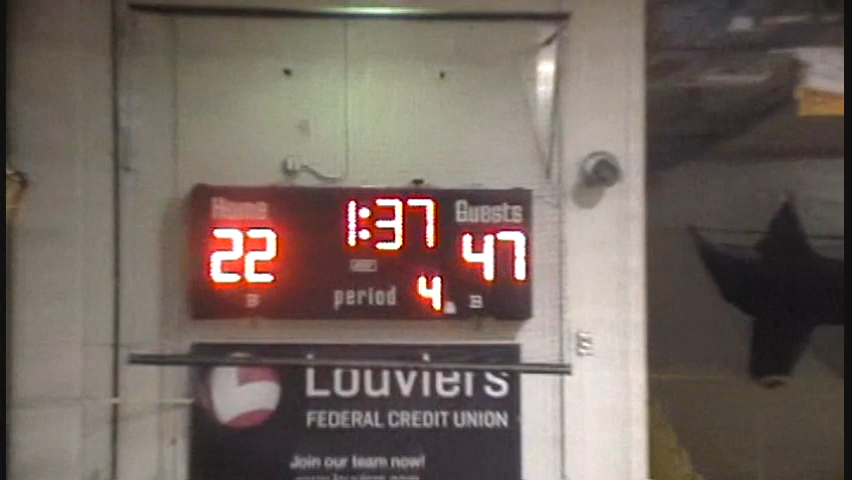 Home 1:37 Guests
22 47
period 4
B B
Louviers
FEDERAL CREDIT UNION
Join our team now!